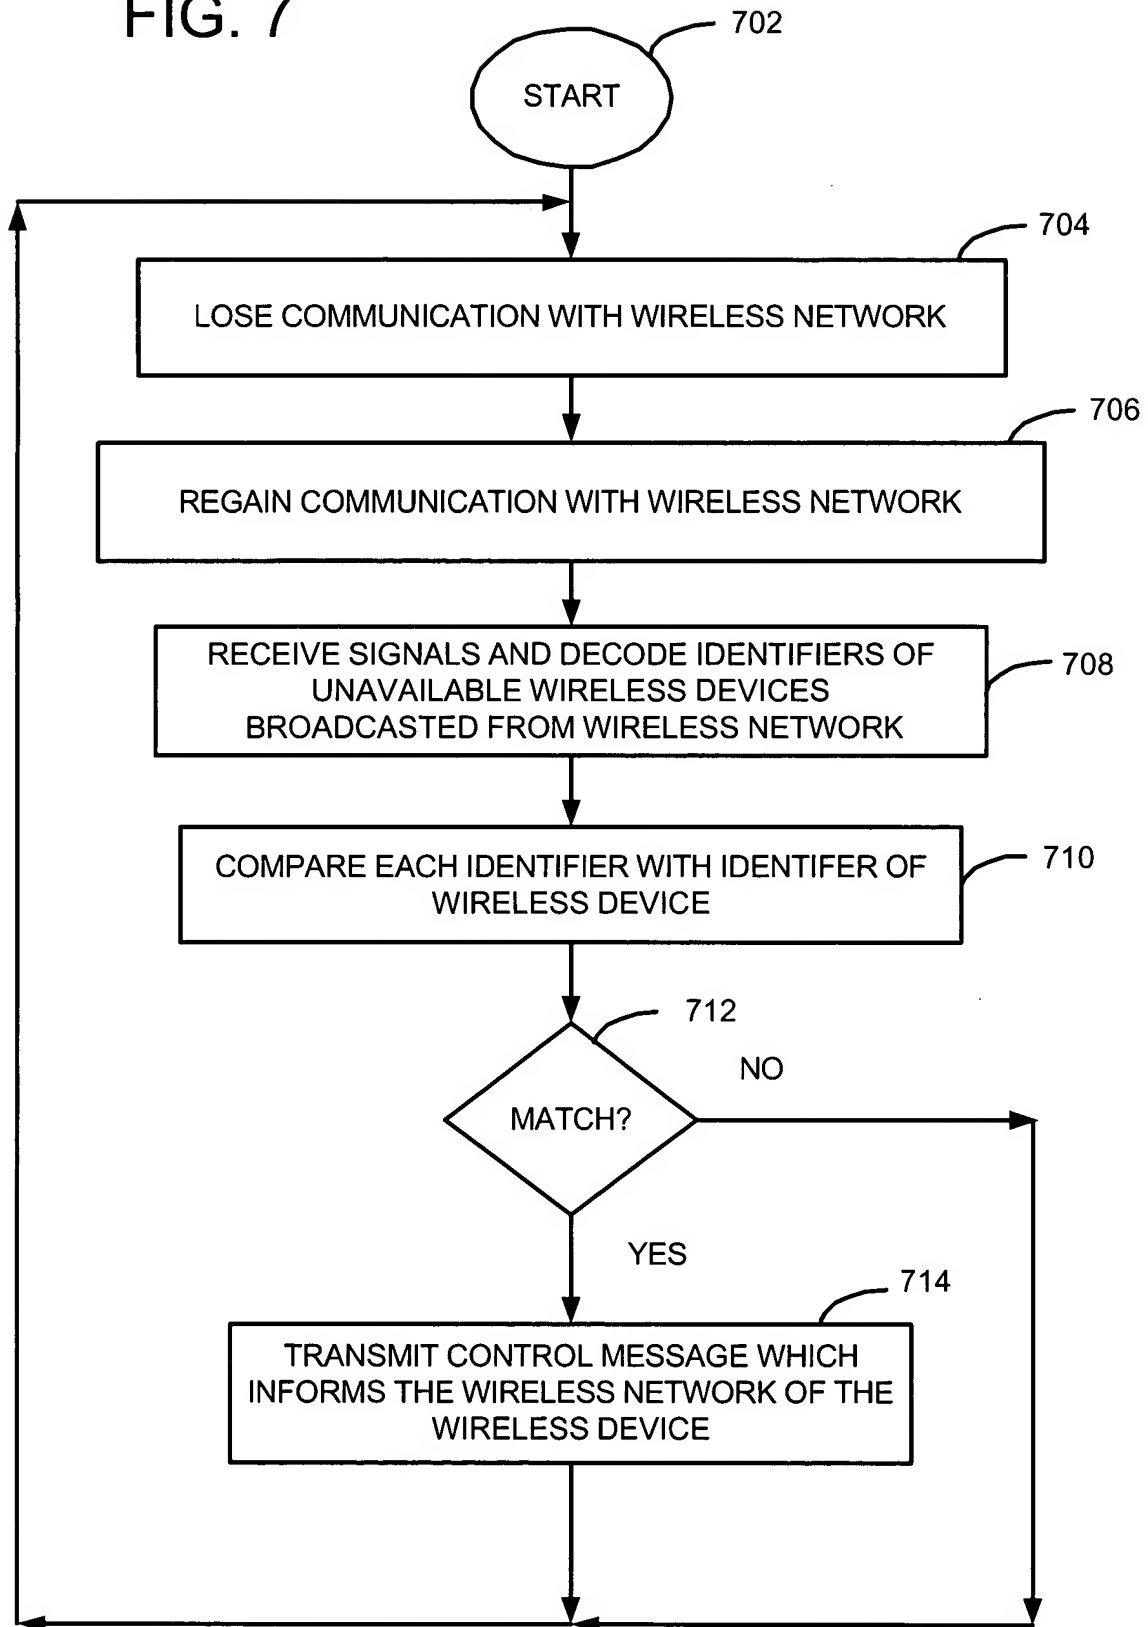 FIG. 7
702
START
704
LOSE COMMUNICATION WITH WIRELESS NETWORK
706
REGAIN COMMUNICATION WITH WIRELESS NETWORK
RECEIVE SIGNALS AND DECODE IDENTIFIERS OF
UNAVAILABLE WIRELESS DEVICES
BROADCASTED FROM WIRELESS NETWORK
708
COMPARE EACH IDENTIFIER WITH IDENTIFER OF
WIRELESS DEVICE
710
712
NO
MATCH?
YES
714
TRANSMIT CONTROL MESSAGE WHICH
INFORMS THE WIRELESS NETWORK OF THE
WIRELESS DEVICE